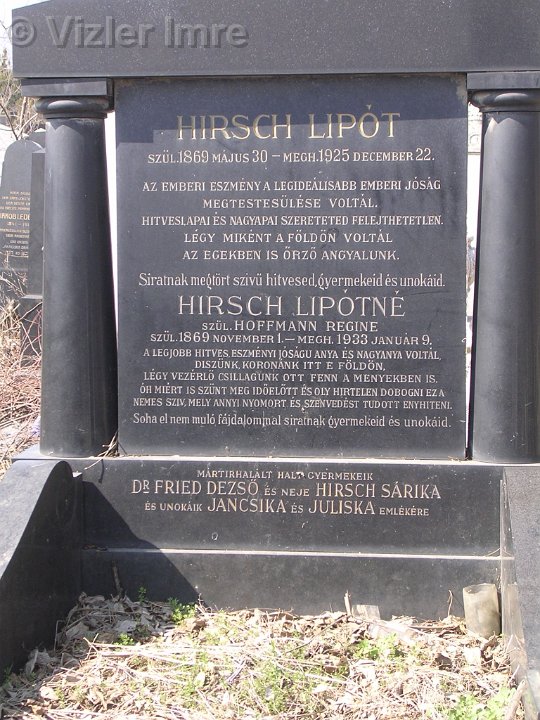 © Vizler Imre
HIRSCH LIPÓT
SZÜL. 1869 MÁJUS 30 – MEGH. 1925 DECEMBER 22.
AZ EMBERI ESZMÉNY A LEGIDEÁLISABB EMBERI JÓSÁG
MEGTESTESÜLÉSE VOLTÁL.
HITVESI, APAI ÉS NAGYAPAI SZERETETED FELEJTHETETLEN.
LÉGY MIKÉNT A FÖLDÖN VOLTÁL
AZ EGEKBEN IS ŐRZŐ ANGYALUNK.
Siratnak megtört szivü hitvesed, gyermekeid és unokáid.
HIRSCH LIPÓTNÉ
SZÜL. HOFFMANN REGINE
SZÜL. 1869 NOVEMBER 1. – MEGH. 1933 JANUÁR 9.
A LEGJOBB HITVES, ESZMÉNYI JÓSÁGU ANYA ÉS NAGYANYA VOLTÁL,
DISZÜNK, KORONÁNK ITT E FÖLDÖN,
LÉGY VEZÉRLŐ CSILLAGUNK OTT FENN A MENYEKBEN IS.
ÓH MIÉRT IS SZÜNT MEG IDŐELŐTT ÉS OLY HIRTELEN DOBOGNI EZ A
NEMES SZIV, MELY ANNYI NYOMORT ÉS SZENVEDÉST TUDOTT ENYHITENI.
Soha el nem muló fájdalommal siratnak gyermekeid és unokáid.
MÁRTIRHALÁLT HALT GYERMEKEIK
DR FRIED DEZSŐ ÉS NEJE HIRSCH SÁRIKA
ÉS UNOKÁIK JANCSIKA ÉS JULISKA EMLÉKÉRE